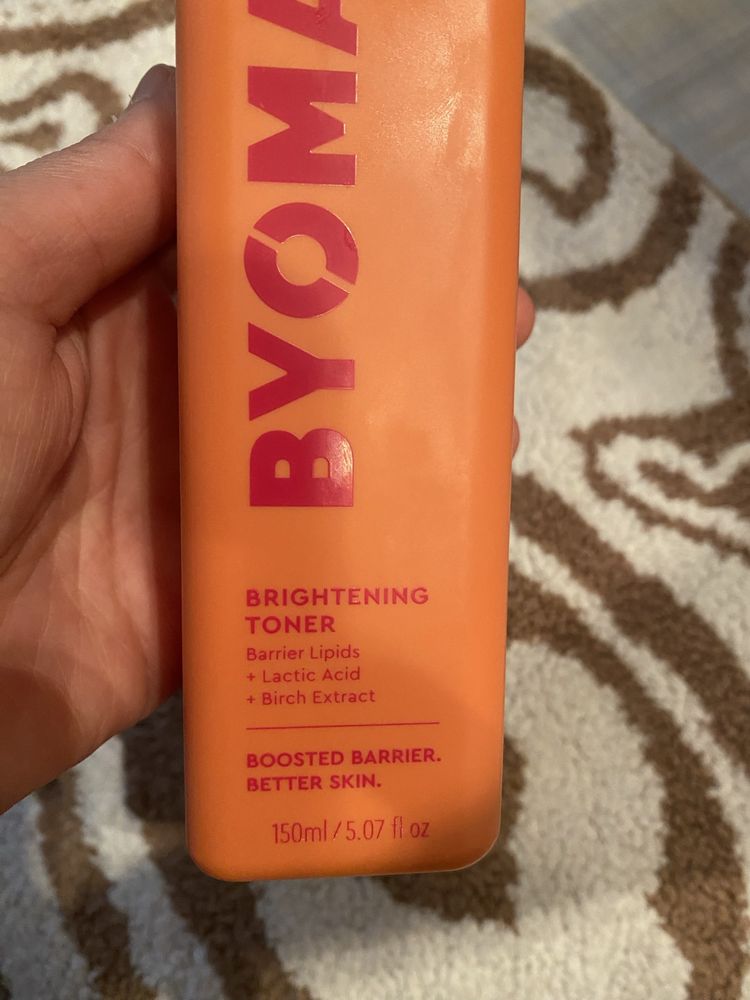 BYOMA
BRIGHTENING
TONER
Barrier Lipids
+ Lactic Acid
+ Birch Extract
BOOSTED BARRIER.
BETTER SKIN.
150ml / 5.07 fl oz